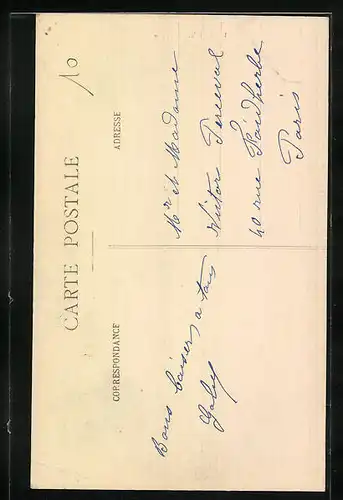 10
CARTE POSTALE
CORRESPONDANCE
ADRESSE
Bons baisers a tous
Gaby
Mr et Madame
Victor Perceval
40 rue Faidherbe
Paris